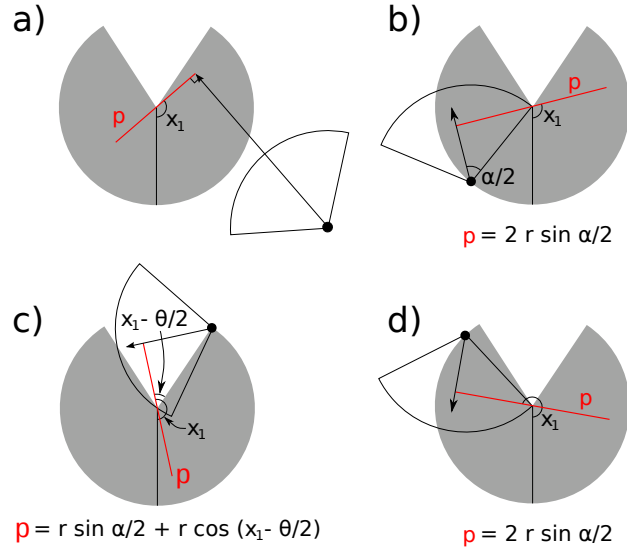 a)
p
x₁
b)
p
x₁
α/2
p = 2 r sin α/2
c)
x₁- θ/2
x₁
p
p = r sin α/2 + r cos (x₁- θ/2)
d)
p
x₁
p = 2 r sin α/2